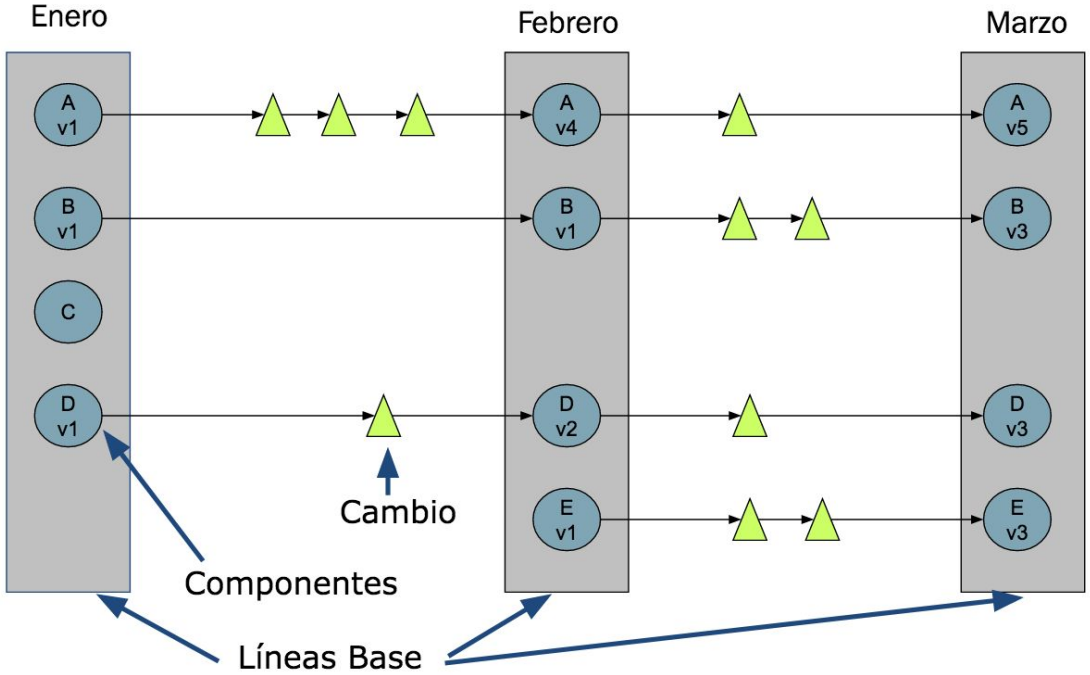 Enero
Febrero
Marzo
A
v1
A
v4
A
v5
B
v1
B
v1
B
v3
C
D
v1
D
v2
D
v3
Cambio
E
v1
E
v3
Componentes
Líneas Base